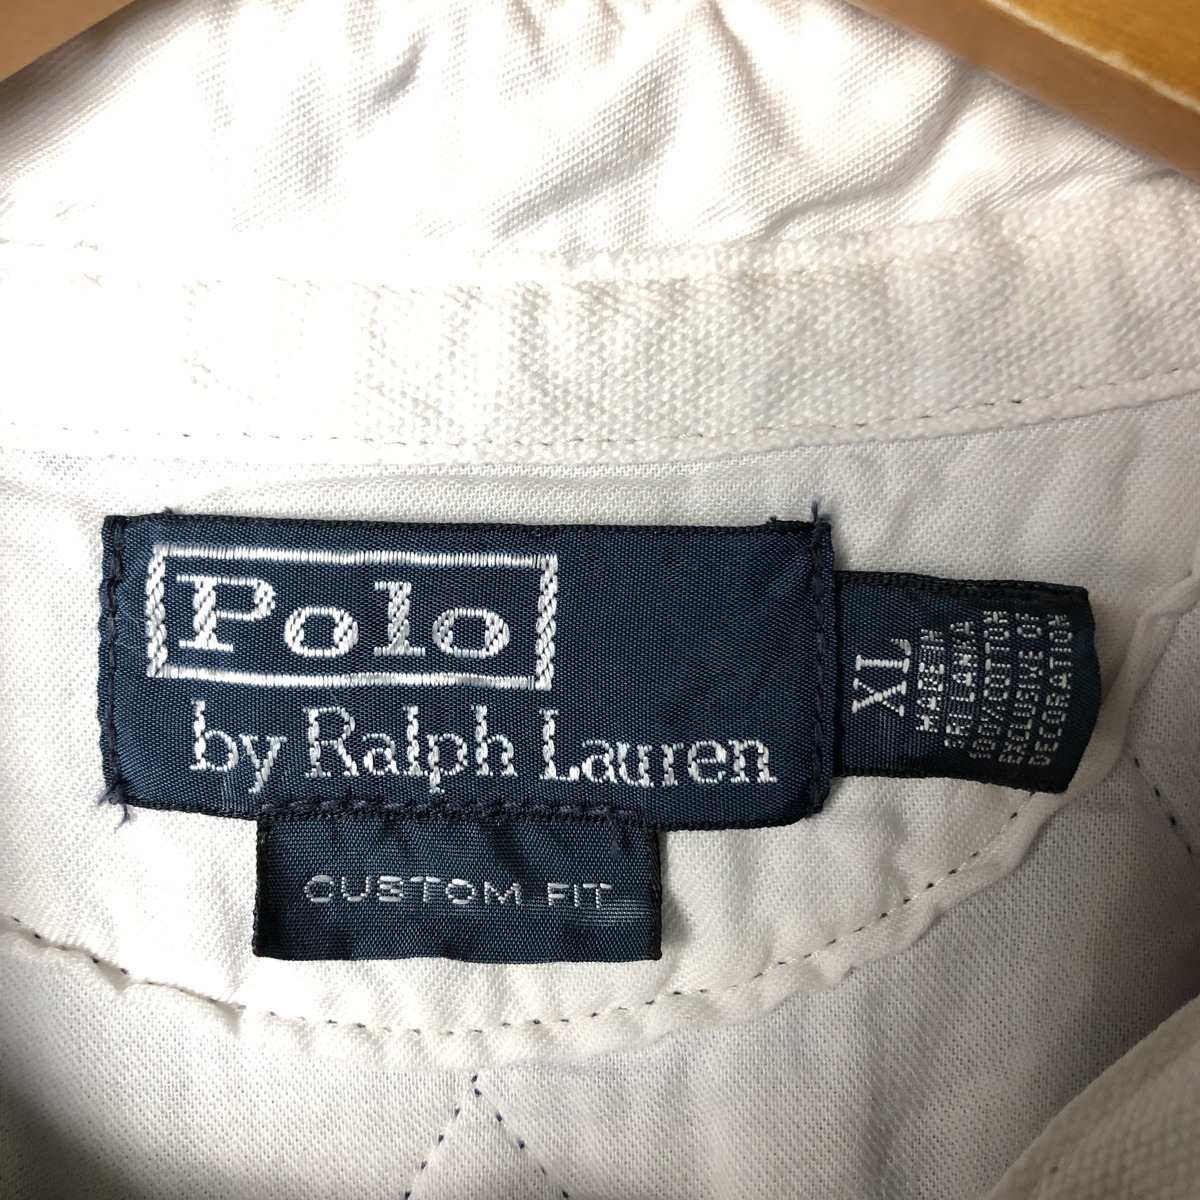 Polo
by Ralph Lauren
CUSTOM FIT
XL
MADE IN
SRI LANKA
100% COTTON
EXCLUSIVE OF
DECORATION